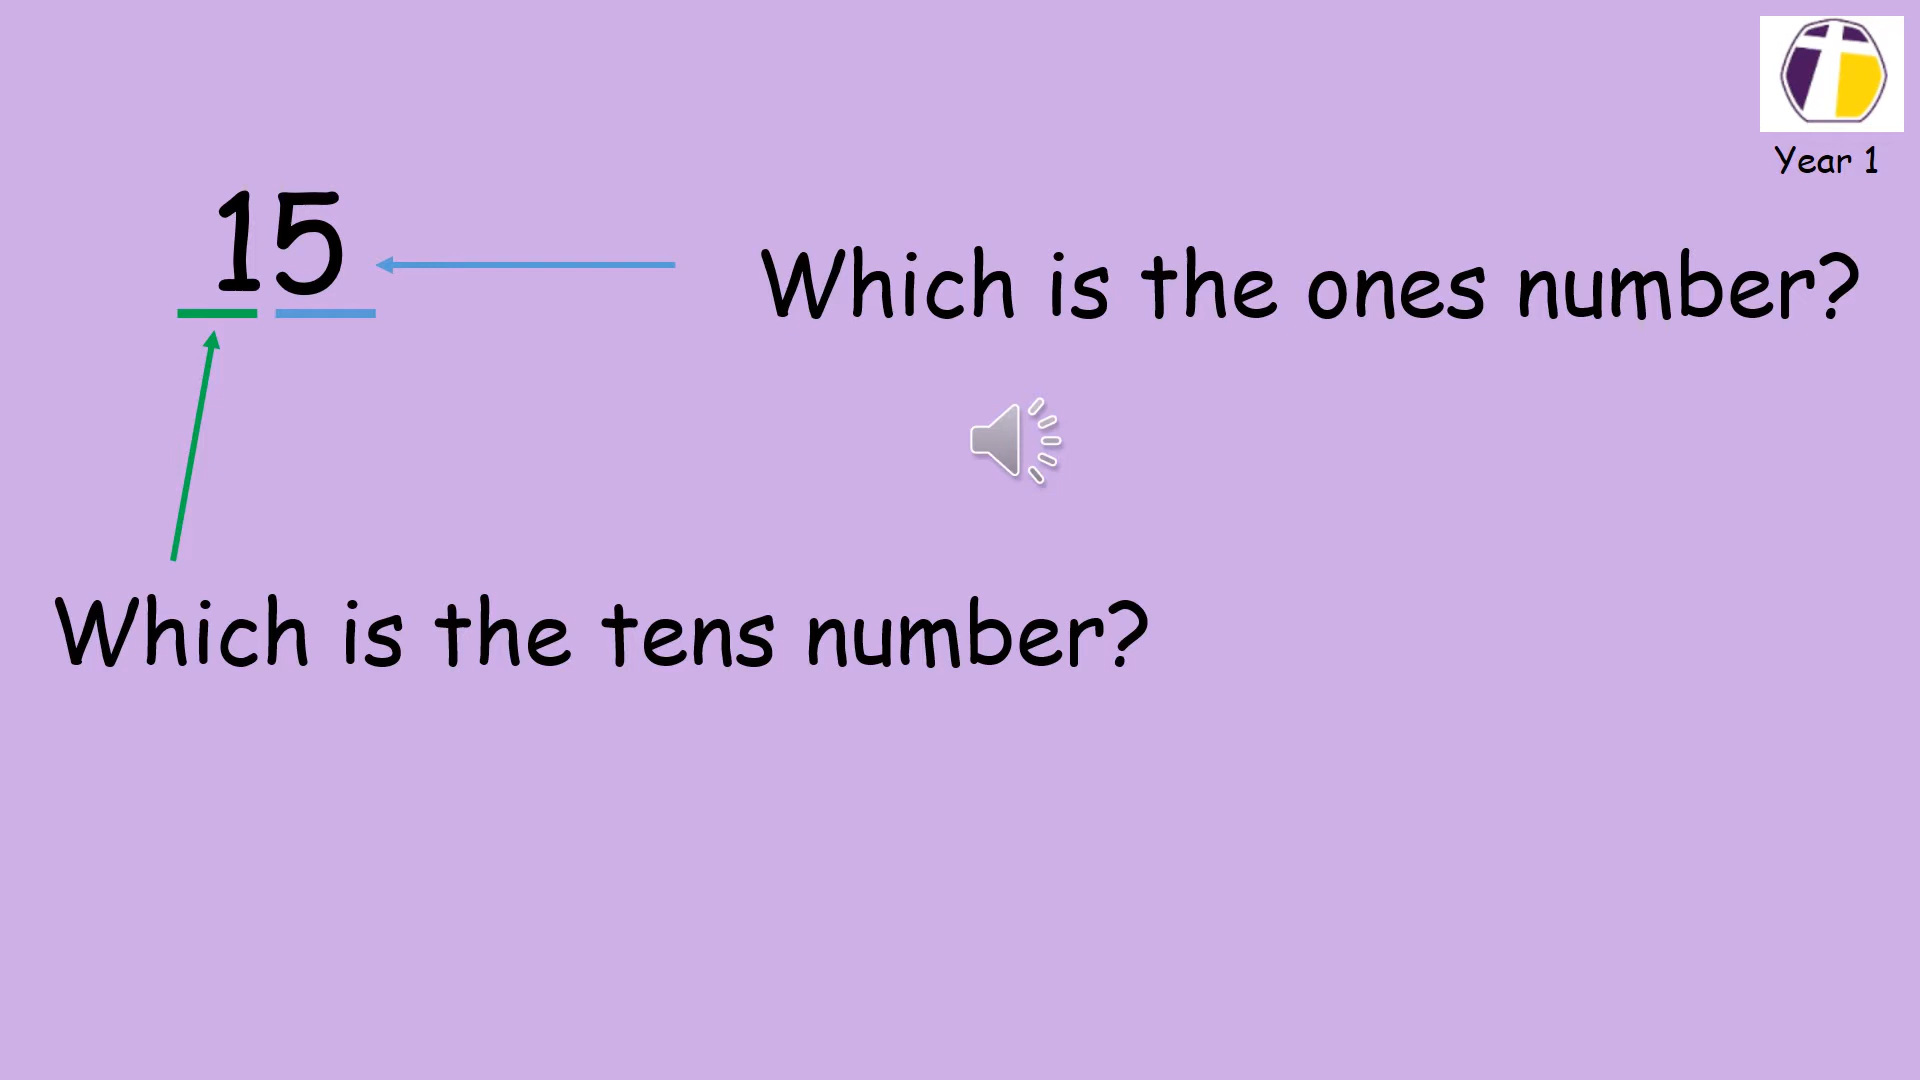 Year 1
15
Which is the ones number?
Which is the tens number?